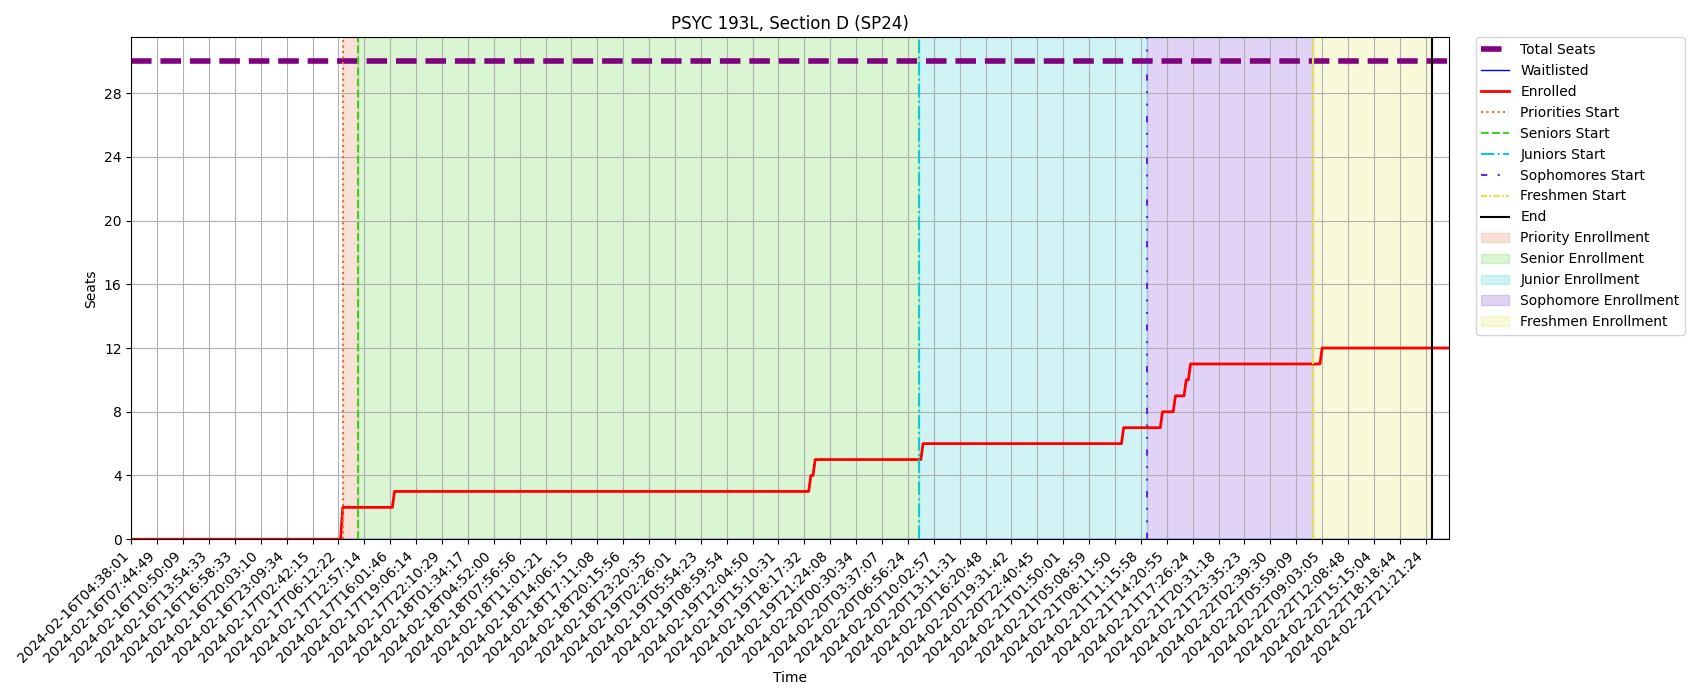 PSYC 193L, Section D (SP24)
Seats
28
24
20
16
12
8
4
0
2024-02-16T04:38:01
2024-02-16T07:44:49
2024-02-16T10:50:09
2024-02-16T13:54:33
2024-02-16T16:58:33
2024-02-16T20:03:10
2024-02-16T23:09:34
2024-02-17T02:42:15
2024-02-17T06:12:22
2024-02-17T12:57:14
2024-02-17T16:01:46
2024-02-17T19:06:14
2024-02-17T22:10:29
2024-02-18T01:34:17
2024-02-18T04:52:00
2024-02-18T07:56:56
2024-02-18T11:01:22
2024-02-18T14:06:15
2024-02-18T17:11:08
2024-02-18T20:15:56
2024-02-18T23:20:35
2024-02-19T02:26:01
2024-02-19T05:54:23
2024-02-19T08:59:54
2024-02-19T12:04:50
2024-02-19T15:10:31
2024-02-19T18:17:32
2024-02-19T21:24:08
2024-02-20T00:30:34
2024-02-20T03:37:07
2024-02-20T06:56:24
2024-02-20T10:02:57
2024-02-20T13:11:31
2024-02-20T16:20:48
2024-02-20T19:31:42
2024-02-20T22:40:45
2024-02-21T01:50:01
2024-02-21T05:08:59
2024-02-21T08:11:50
2024-02-21T11:15:58
2024-02-21T14:20:55
2024-02-21T17:26:24
2024-02-21T20:31:18
2024-02-21T23:35:23
2024-02-22T02:39:30
2024-02-22T05:59:09
2024-02-22T09:03:05
2024-02-22T12:08:48
2024-02-22T15:15:04
2024-02-22T18:18:44
2024-02-22T21:21:24
Time
Total Seats
Waitlisted
Enrolled
Priorities Start
Seniors Start
Juniors Start
Sophomores Start
Freshmen Start
End
Priority Enrollment
Senior Enrollment
Junior Enrollment
Sophomore Enrollment
Freshmen Enrollment